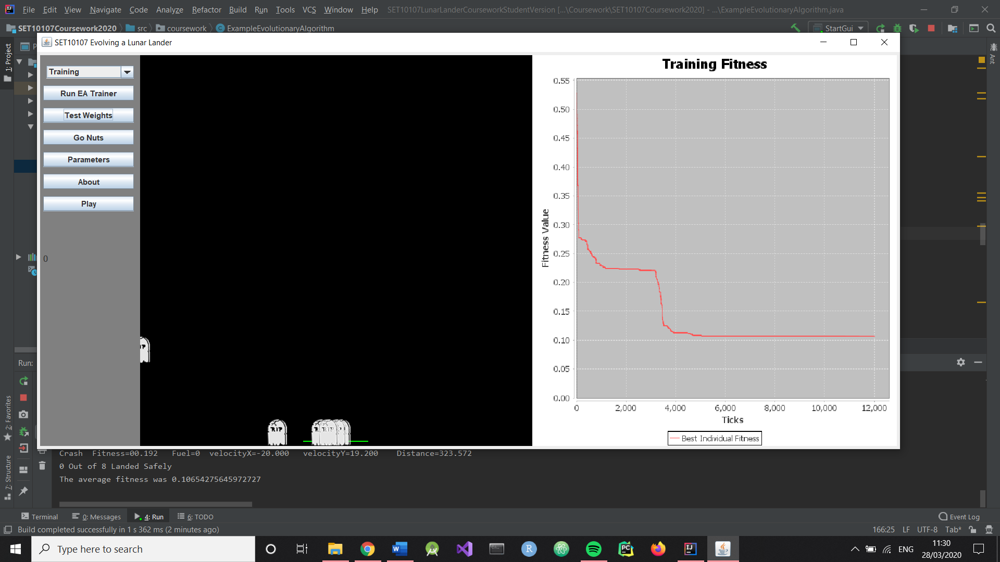 File Edit View Navigate Code Analyze Refactor Build Run Tools VCS Window Help SET10107LunarLanderCourseworkStudentVersion [...\Coursework\SET10107Coursework2020] - ...\ExampleEvolutionaryAlgorithm.java
SET10107Coursework2020 src coursework ExampleEvolutionaryAlgorithm StartGui
SET10107 Evolving a Lunar Lander
1: Project
P
Ant
Training
Run EA Trainer
Test Weights
Go Nuts
Parameters
About
Play
0
RIP
RIP
Training Fitness
0.55
0.50
0.45
0.40
0.35
0.30
0.25
0.20
0.15
0.10
0.05
0.00
Fitness Value
0 2,000 4,000 6,000 8,000 10,000 12,000
Ticks
Best Individual Fitness
Run:
2: Favorites
7: Structure
Crash Fitness=00.192 Fuel=0 velocityX=-20.000 velocityY=19.200 Distance=323.572
0 Out of 8 Landed Safely
The average fitness was 0.10654275645972727
Terminal 0: Messages 4: Run 6: TODO Event Log
Build completed successfully in 1 s 362 ms (2 minutes ago) 166:25 LF UTF-8 Tab*
Type here to search
ENG
11:30
28/03/2020